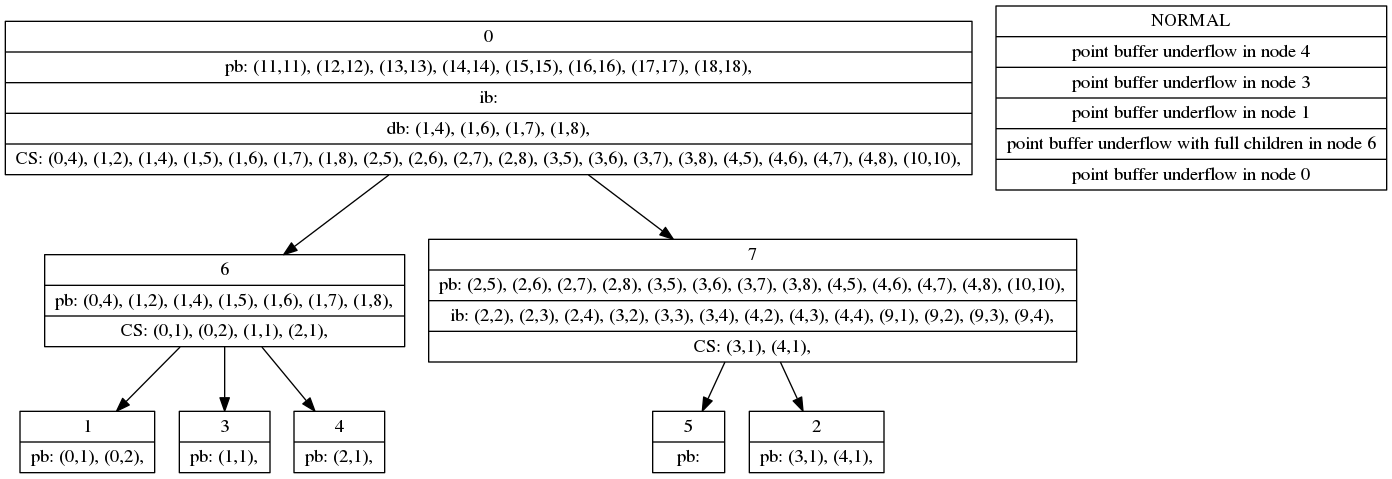 0
pb: (11,11), (12,12), (13,13), (14,14), (15,15), (16,16), (17,17), (18,18),
ib:
db: (1,4), (1,6), (1,7), (1,8),
CS: (0,4), (1,2), (1,4), (1,5), (1,6), (1,7), (1,8), (2,5), (2,6), (2,7), (2,8), (3,5), (3,6), (3,7), (3,8), (4,5), (4,6), (4,7), (4,8), (10,10),
NORMAL
point buffer underflow in node 4
point buffer underflow in node 3
point buffer underflow in node 1
point buffer underflow with full children in node 6
point buffer underflow in node 0
6
pb: (0,4), (1,2), (1,4), (1,5), (1,6), (1,7), (1,8),
CS: (0,1), (0,2), (1,1), (2,1),
7
pb: (2,5), (2,6), (2,7), (2,8), (3,5), (3,6), (3,7), (3,8), (4,5), (4,6), (4,7), (4,8), (10,10),
ib: (2,2), (2,3), (2,4), (3,2), (3,3), (3,4), (4,2), (4,3), (4,4), (9,1), (9,2), (9,3), (9,4),
CS: (3,1), (4,1),
1
pb: (0,1), (0,2),
3
pb: (1,1),
4
pb: (2,1),
5
pb:
2
pb: (3,1), (4,1),